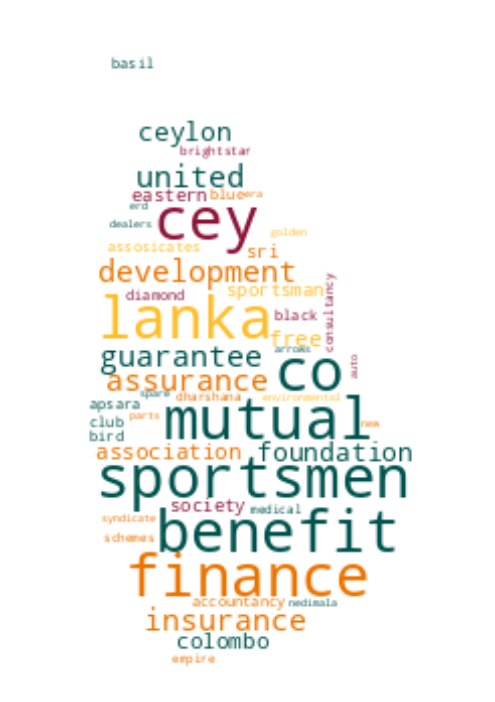 basil
ceylon
brightstar
united
eastern blue era
erd
cey
dealers
golden
assosicates
sri
development
consultancy
sportsman
diamond
lanka
black
free
arrows
guarantee
co
auto
assurance
spare dharshana environmental
apsara
mutual
parts
club
new
bird
association foundation
sportsmen
society
medical
syndicate
benefit
schemes
finance
accountancy nedimala
insurance
colombo
empire